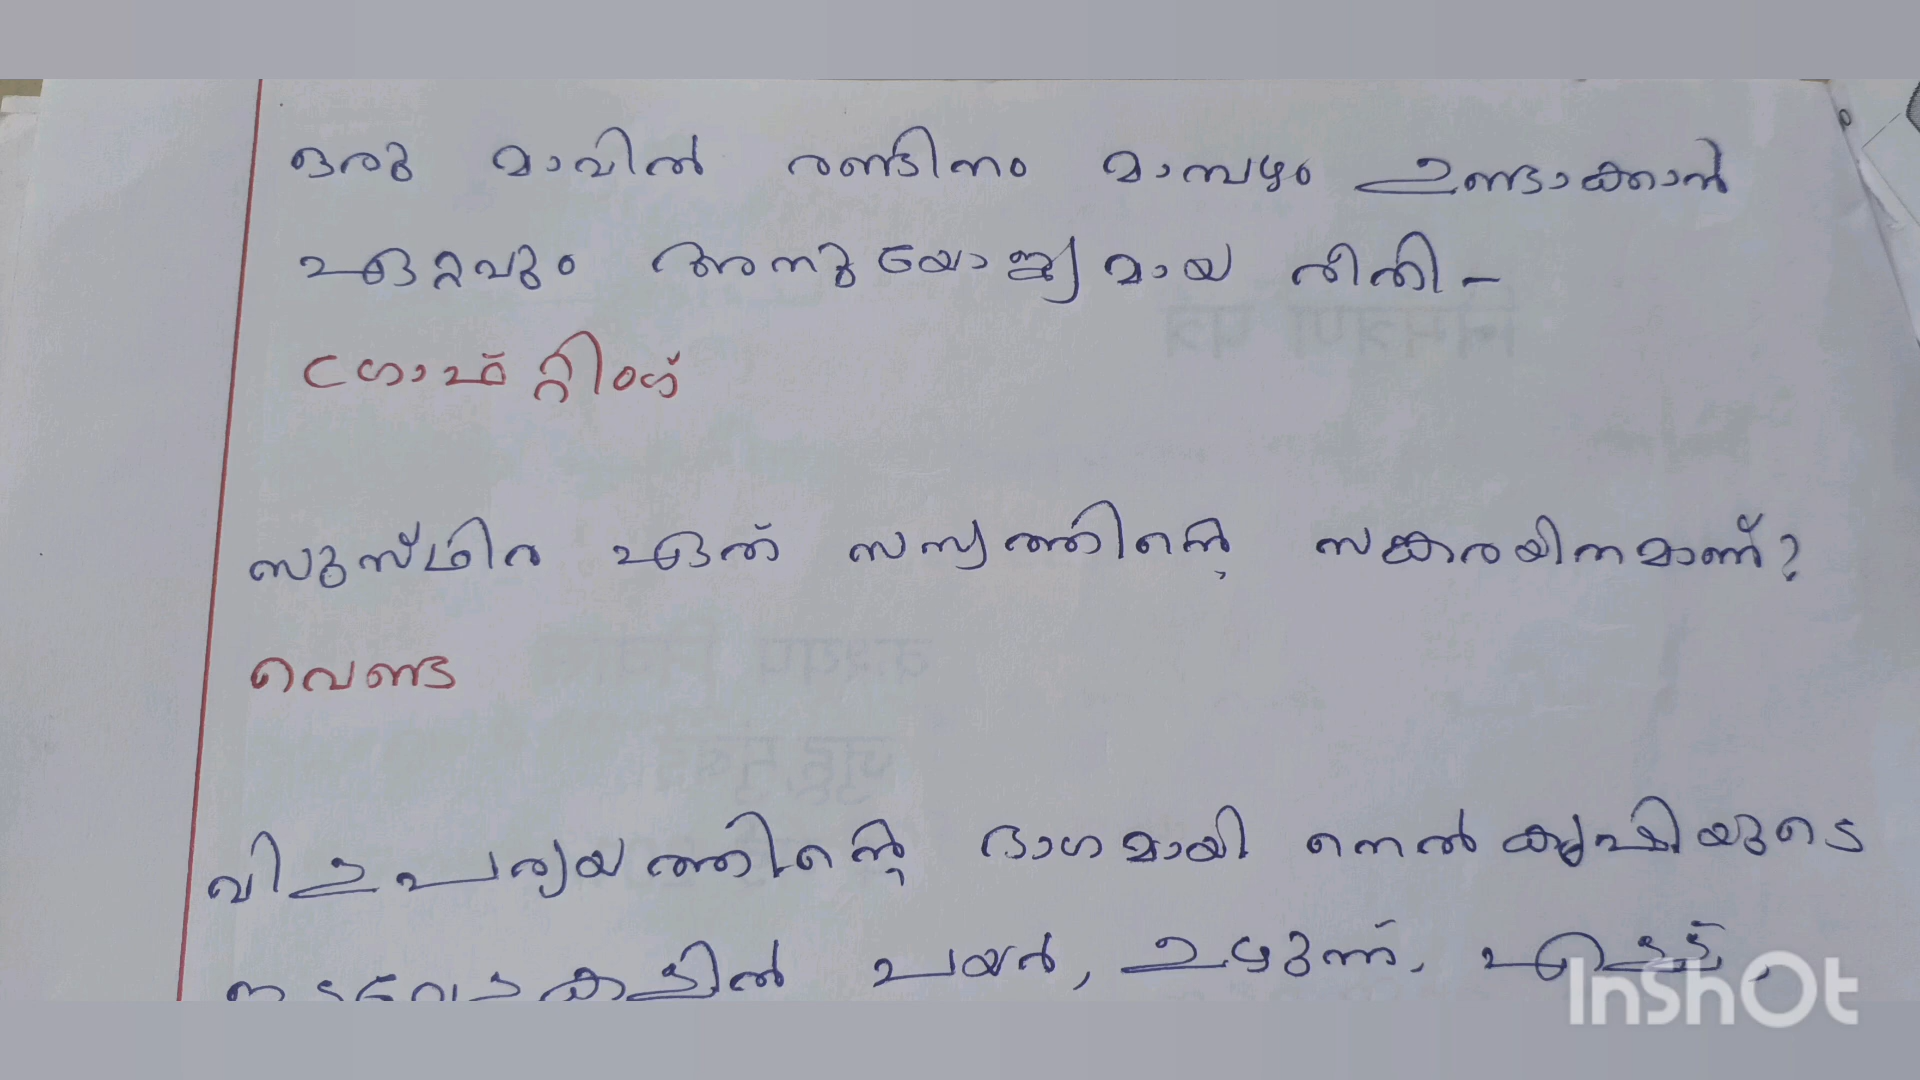 ഒരു മാവിൽ രണ്ടിനം മാമ്പഴം ഉണ്ടാക്കാൻ
ഏറ്റവും അനുയോജ്യമായ രീതി -
ഗ്രാഫ്റ്റിംഗ്
സുസ്ഥിര ഏത് സസ്യത്തിന്റെ സങ്കരയിനമാണ്?
വെണ്ട
വിള പര്യയത്തിന്റെ ഭാഗമായി നെൽകൃഷിയുടെ
ഇടവേളകളിൽ പയർ, ഉഴുന്ന്, എള്ള്,
InShOt